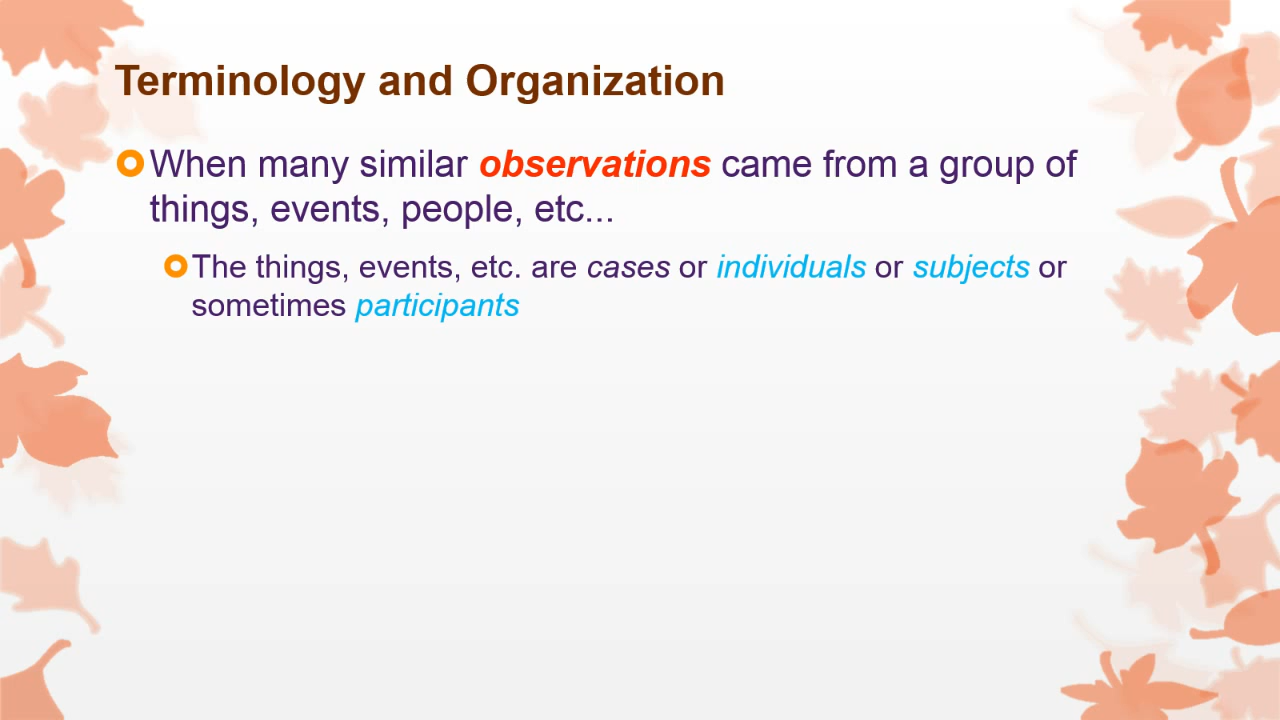 Terminology and Organization
When many similar observations came from a group of
things, events, people, etc...
The things, events, etc. are cases or individuals or subjects or
sometimes participants